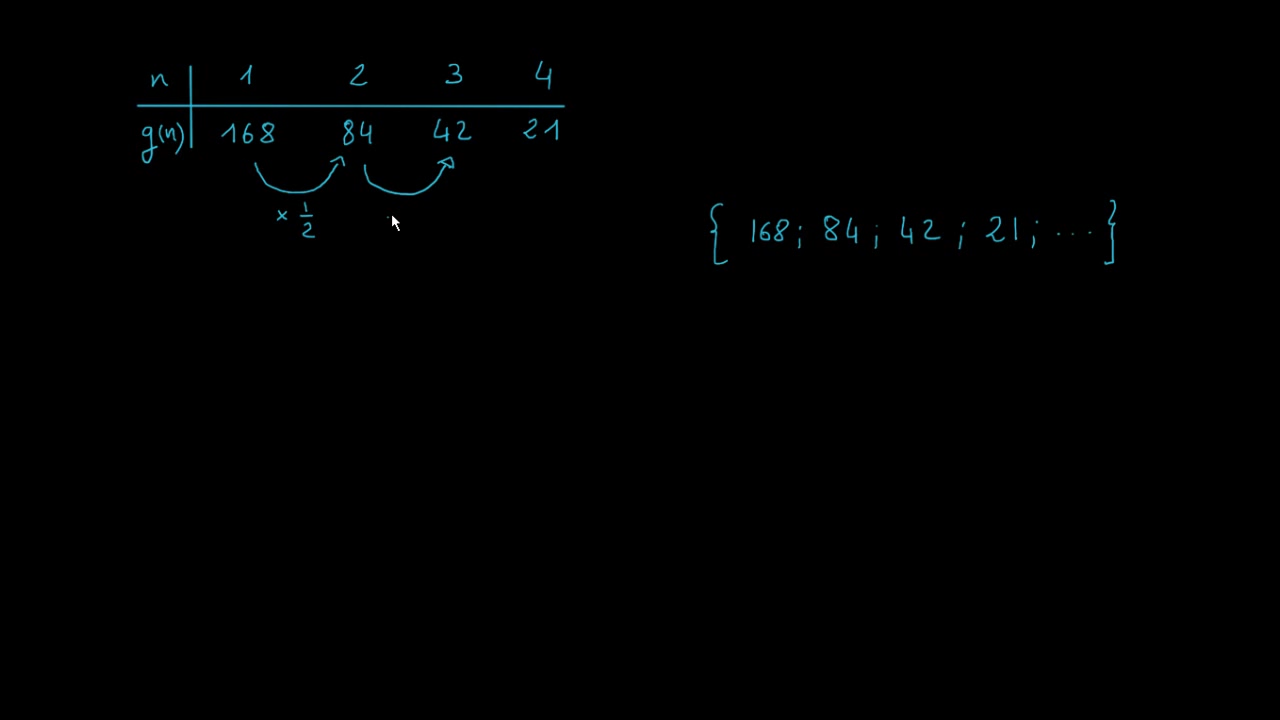 n 1 2 3 4
g(n) 168 84 42 21
× 1/2
{ 168; 84; 42; 21; ... }